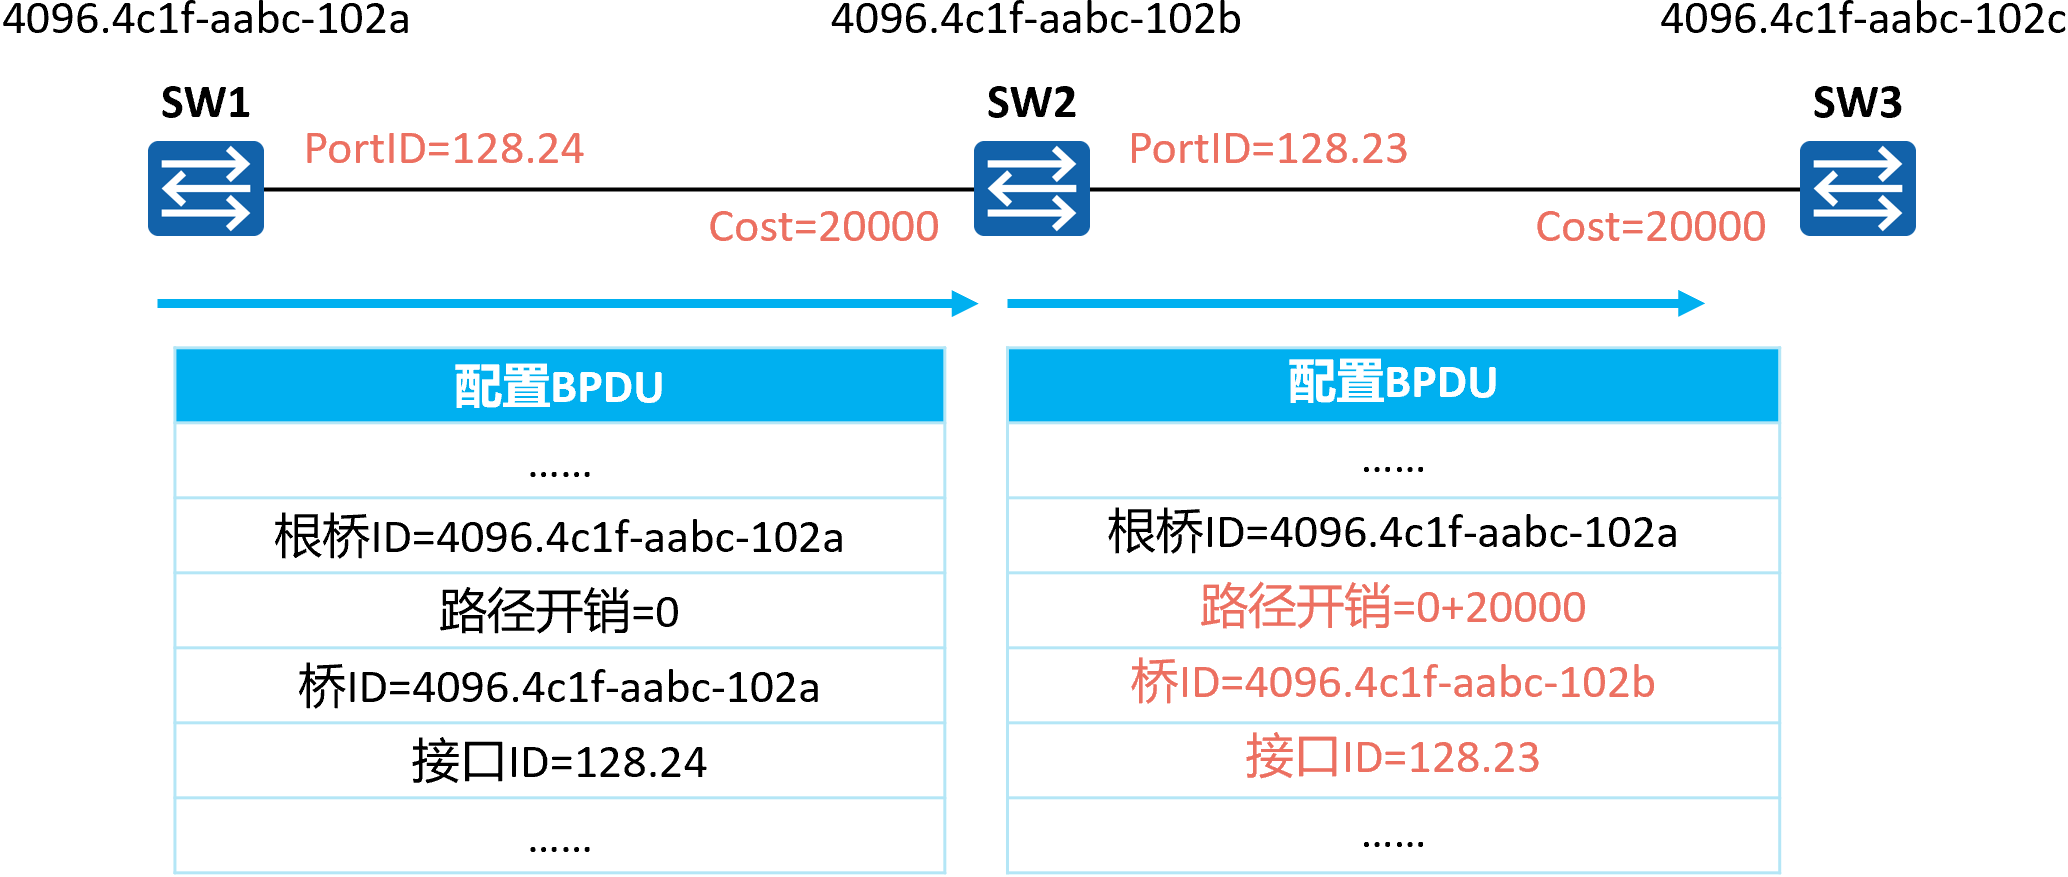 4096.4c1f-aabc-102a
4096.4c1f-aabc-102b
4096.4c1f-aabc-102c
SW1
SW2
SW3
PortID=128.24
PortID=128.23
Cost=20000
Cost=20000
配置BPDU
……
根桥ID=4096.4c1f-aabc-102a
路径开销=0
桥ID=4096.4c1f-aabc-102a
接口ID=128.24
……
配置BPDU
……
根桥ID=4096.4c1f-aabc-102a
路径开销=0+20000
桥ID=4096.4c1f-aabc-102b
接口ID=128.23
……